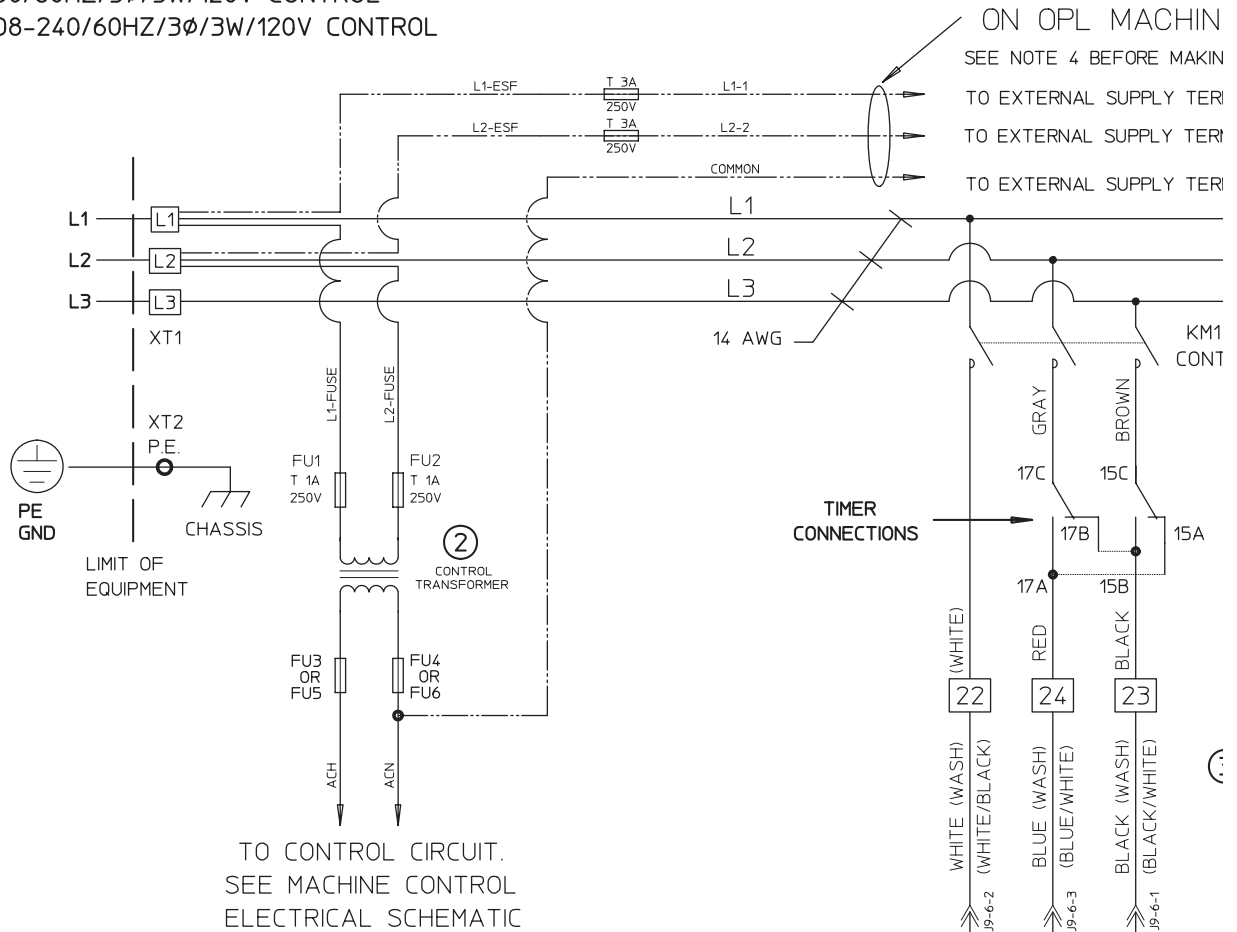 08-240/60HZ/3Ø/3W/120V CONTROL
ON OPL
SEE NOTE 4 BEFORE
L1-ESF
T 3A
250V
L1-1
TO EXTERNAL SUPPLY
L2-ESF
T 3A
250V
L2-2
TO EXTERNAL SUPPLY
COMMON
TO EXTERNAL SUPPLY
L1
L1
L1
L2
L2
L2
L3
L3
L3
XT1
14 AWG
KM1
L1-FUSE
L2-FUSE
GRAY
BROWN
XT2
P.E.
PE
GND
CHASSIS
LIMIT OF
EQUIPMENT
FU1
T 1A
250V
FU2
T 1A
250V
2
CONTROL
TRANSFORMER
TIMER
CONNECTIONS
17C
15C
17B
15A
17A
15B
FU3
OR
FU5
FU4
OR
FU6
(WHITE)
RED
BLACK
22
24
23
ACH
ACN
WHITE (WASH)
(WHITE/BLACK)
BLUE (WASH)
(BLUE/WHITE)
BLACK (WASH)
(BLACK/WHITE)
J9-6-2
J9-6-3
J9-6-1
TO CONTROL CIRCUIT.
SEE MACHINE CONTROL
ELECTRICAL SCHEMATIC